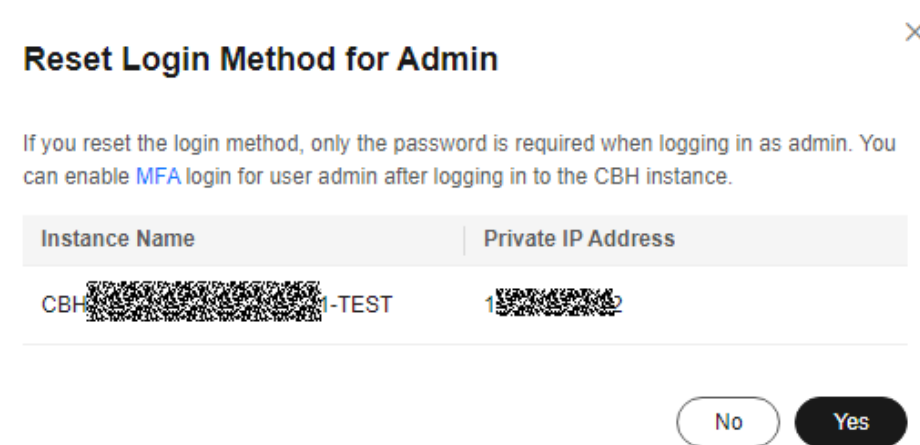 Reset Login Method for Admin
If you reset the login method, only the password is required when logging in as admin. You
can enable MFA login for user admin after logging in to the CBH instance.
Instance Name Private IP Address
CBH 1-TEST 1 2
No Yes